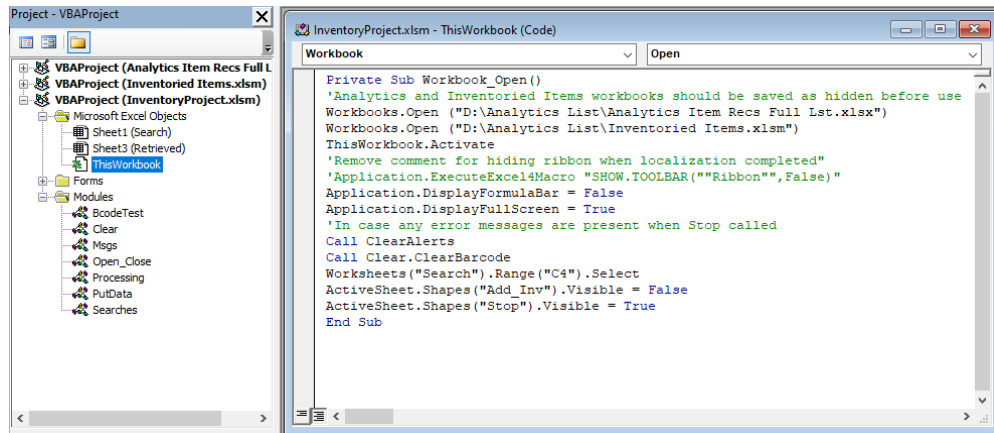 Project - VBAProject
VBAProject (Analytics Item Recs Full L
VBAProject (Inventoried Items.xlsm)
VBAProject (InventoryProject.xlsm)
Microsoft Excel Objects
Sheet1 (Search)
Sheet3 (Retrieved)
ThisWorkbook
Forms
Modules
BcodeTest
Clear
Msgs
Open_Close
Processing
PutData
Searches
InventoryProject.xlsm - ThisWorkbook (Code)
Workbook Open
Private Sub Workbook_Open()
'Analytics and Inventoried Items workbooks should be saved as hidden before use
Workbooks.Open ("D:\Analytics List\Analytics Item Recs Full Lst.xlsx")
Workbooks.Open ("D:\Analytics List\Inventoried Items.xlsm")
ThisWorkbook.Activate
'Remove comment for hiding ribbon when localization completed"
'Application.ExecuteExcel4Macro "SHOW.TOOLBAR(""Ribbon"",False)"
Application.DisplayFormulaBar = False
Application.DisplayFullScreen = True
'In case any error messages are present when Stop called
Call ClearAlerts
Call Clear.ClearBarcode
Worksheets("Search").Range("C4").Select
ActiveSheet.Shapes("Add_Inv").Visible = False
ActiveSheet.Shapes("Stop").Visible = True
End Sub